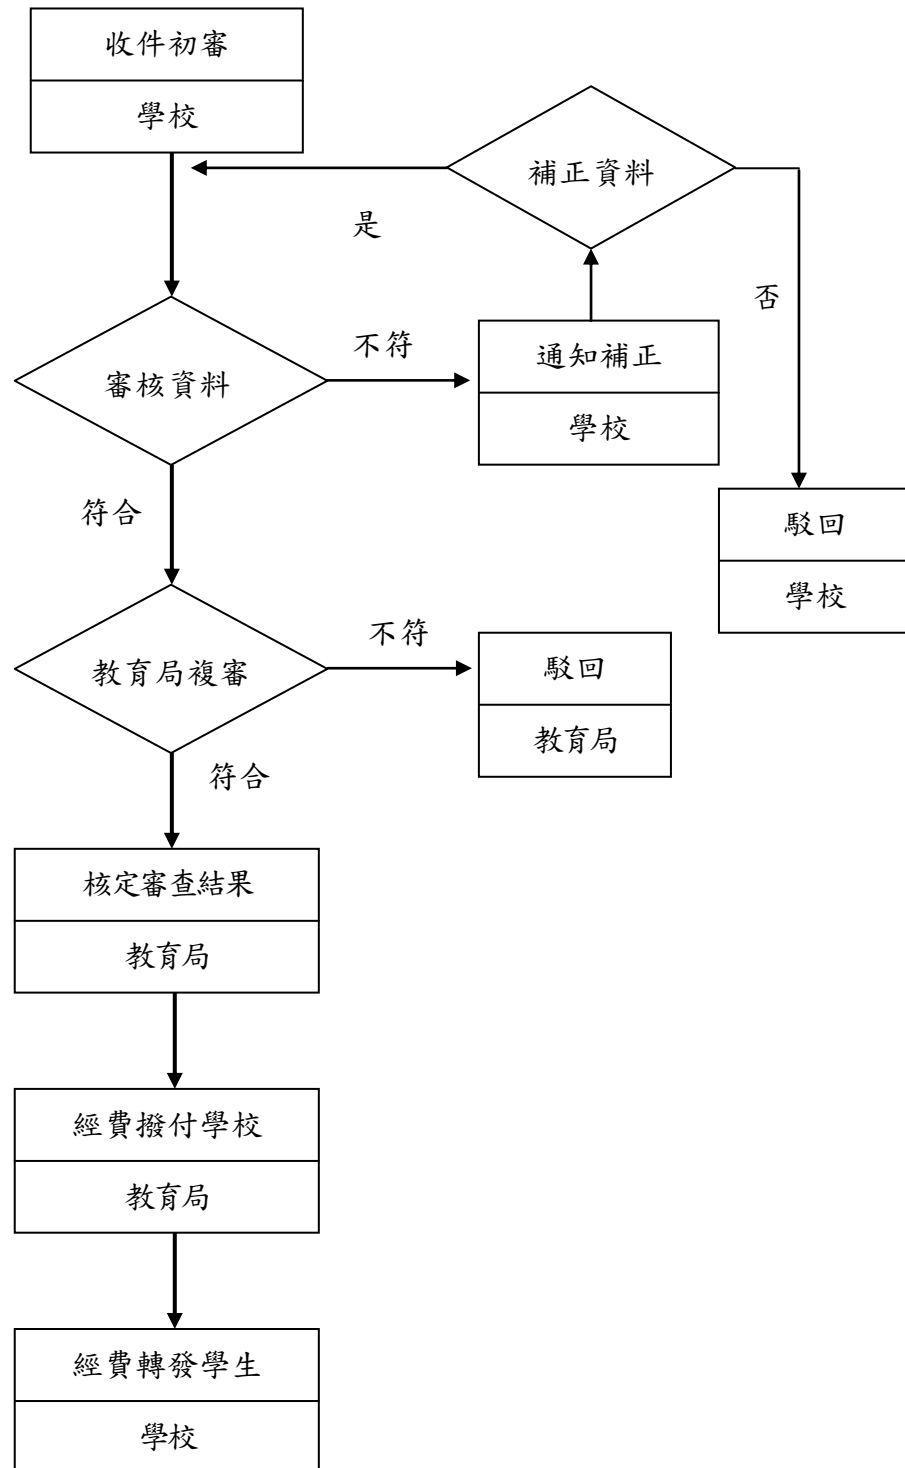 收件初審
學校
補正資料
是
否
不符
通知補正
審核資料
學校
符合
駁回
學校
不符
教育局複審
駁回
教育局
符合
核定審查結果
教育局
經費撥付學校
教育局
經費轉發學生
學校